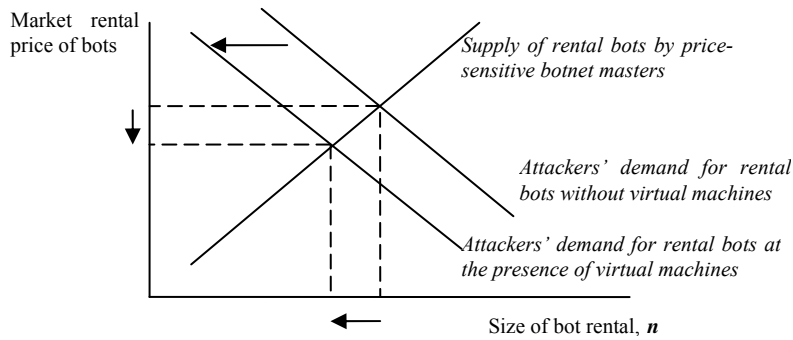 Market rental
price of bots
Supply of rental bots by price-
sensitive botnet masters
Attackers’ demand for rental
bots without virtual machines
Attackers’ demand for rental bots at
the presence of virtual machines
Size of bot rental, n